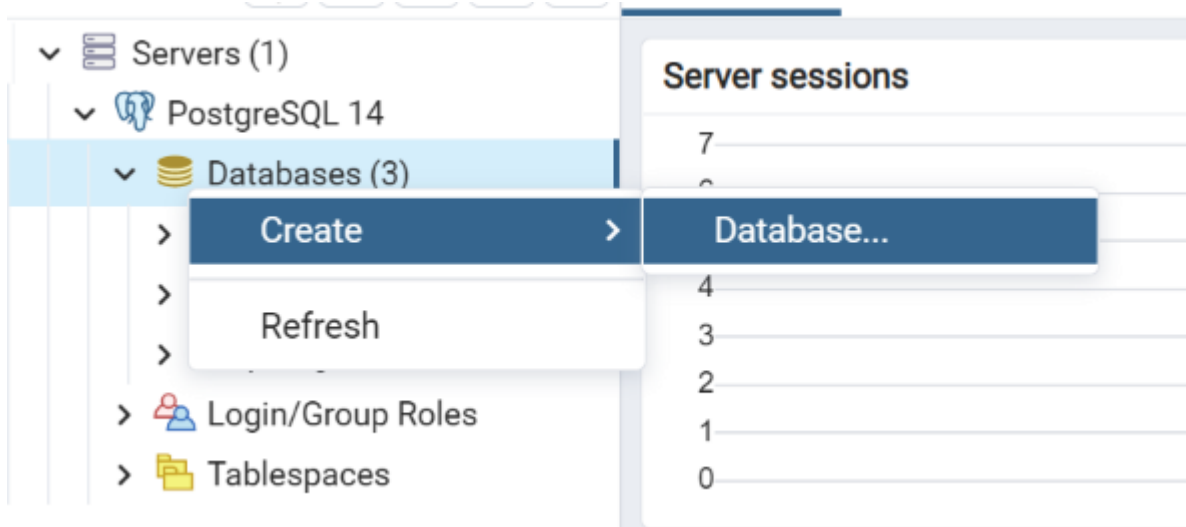 Servers (1)
PostgreSQL 14
Databases (3)
Create
Refresh
Login/Group Roles
Tablespaces
Database...
Server sessions
7
4
3
2
1
0